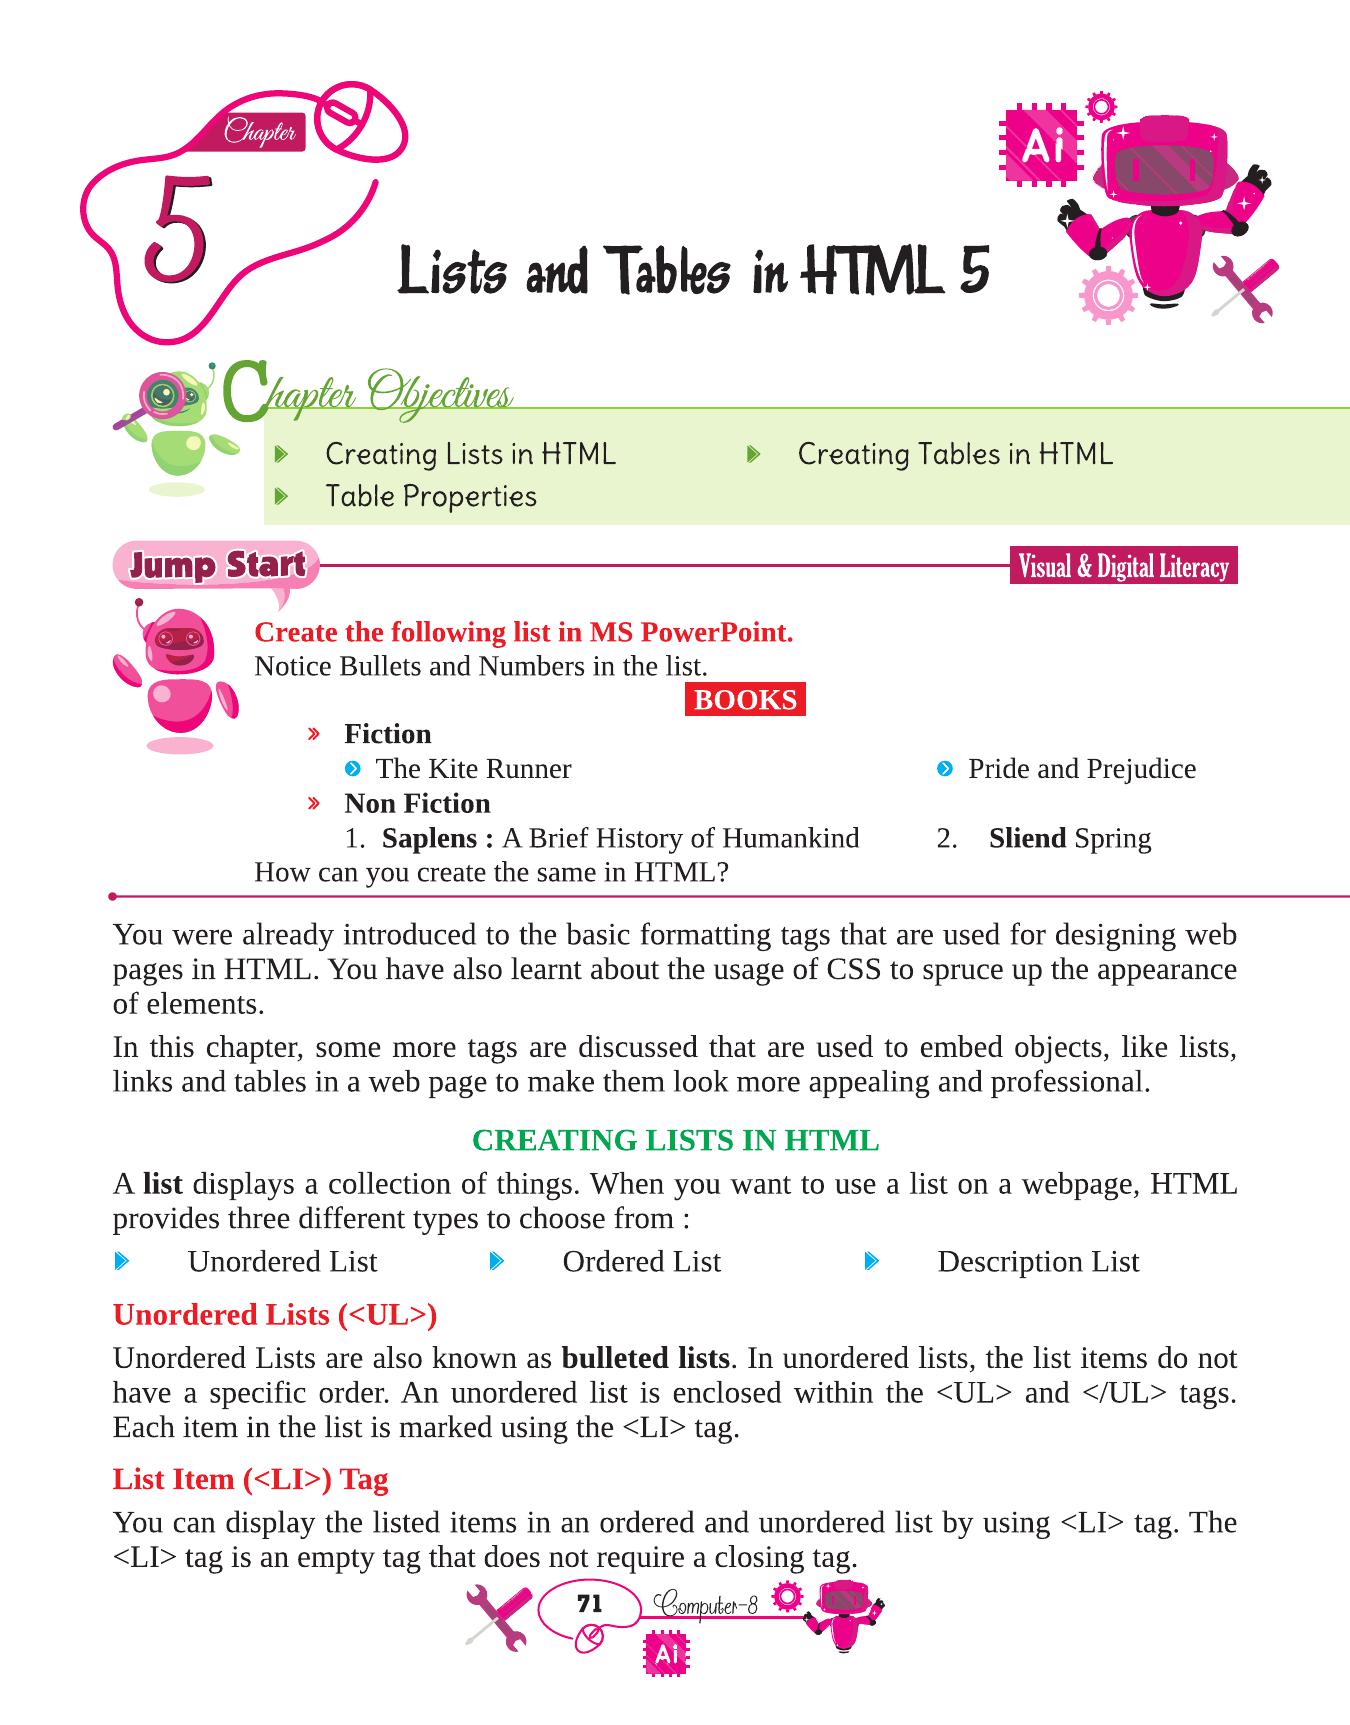 Chapter
5
Ai
Lists and Tables in HTML 5
Chapter Objectives
Creating Lists in HTML
Creating Tables in HTML
Table Properties
Jump Start
Visual & Digital Literacy
Create the following list in MS PowerPoint.
Notice Bullets and Numbers in the list.
BOOKS
Fiction
The Kite Runner
Pride and Prejudice
Non Fiction
1. Saplens : A Brief History of Humankind
2. Sliend Spring
How can you create the same in HTML?
You were already introduced to the basic formatting tags that are used for designing web
pages in HTML. You have also learnt about the usage of CSS to spruce up the appearance
of elements.
In this chapter, some more tags are discussed that are used to embed objects, like lists,
links and tables in a web page to make them look more appealing and professional.
CREATING LISTS IN HTML
A list displays a collection of things. When you want to use a list on a webpage, HTML
provides three different types to choose from :
Unordered List
Ordered List
Description List
Unordered Lists (<UL>)
Unordered Lists are also known as bulleted lists. In unordered lists, the list items do not
have a specific order. An unordered list is enclosed within the <UL> and </UL> tags.
Each item in the list is marked using the <LI> tag.
List Item (<LI>) Tag
You can display the listed items in an ordered and unordered list by using <LI> tag. The
<LI> tag is an empty tag that does not require a closing tag.
71
Computer-8
Ai